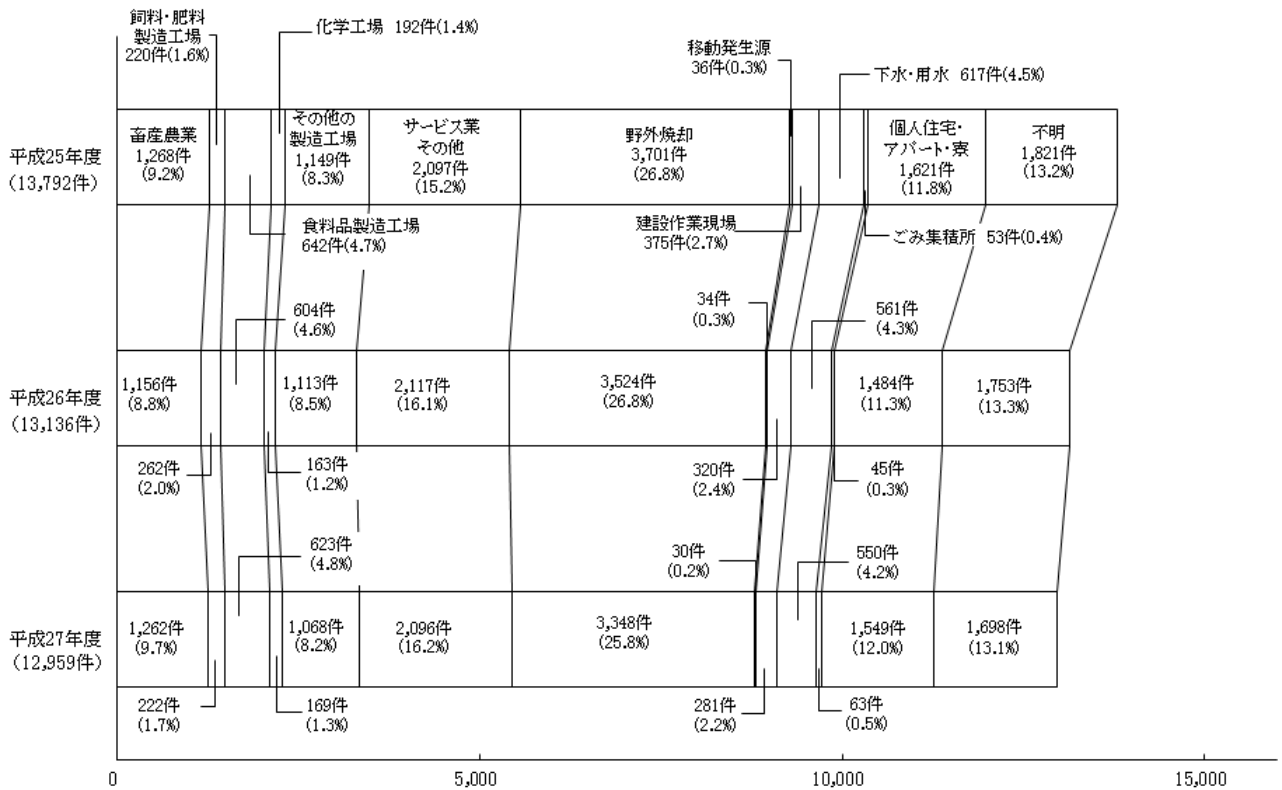 飼料・肥料
製造工場
220件(1.6%)
化学工場 192件(1.4%)
移動発生源
36件(0.3%)
下水・用水 617件(4.5%)
平成25年度
(13,792件)
畜産農業
1,268件
(9.2%)
その他の
製造工場
1,149件
(8.3%)
サービス業
その他
2,097件
(15.2%)
野外焼却
3,701件
(26.8%)
個人住宅・
アパート・寮
1,621件
(11.8%)
不明
1,821件
(13.2%)
食料品製造工場
642件(4.7%)
建設作業現場
375件(2.7%)
ごみ集積所 53件(0.4%)
604件
(4.6%)
34件
(0.3%)
561件
(4.3%)
平成26年度
(13,136件)
1,156件
(8.8%)
1,113件
(8.5%)
2,117件
(16.1%)
3,524件
(26.8%)
1,484件
(11.3%)
1,753件
(13.3%)
262件
(2.0%)
163件
(1.2%)
320件
(2.4%)
45件
(0.3%)
623件
(4.8%)
30件
(0.2%)
550件
(4.2%)
平成27年度
(12,959件)
1,262件
(9.7%)
1,068件
(8.2%)
2,096件
(16.2%)
3,348件
(25.8%)
1,549件
(12.0%)
1,698件
(13.1%)
222件
(1.7%)
169件
(1.3%)
281件
(2.2%)
63件
(0.5%)
0
5,000
10,000
15,000